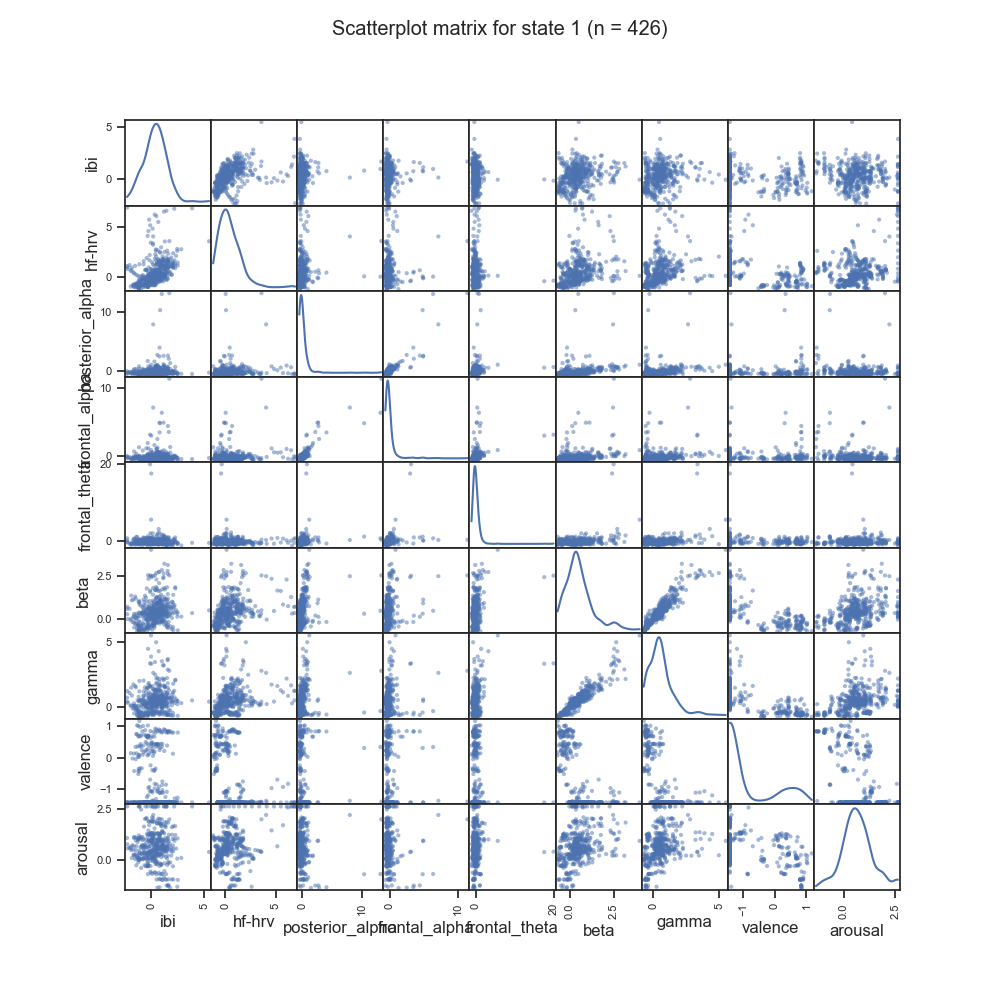 Scatterplot matrix for state 1 (n = 426)
5
0
ibi
5
0
hf-hrv
10
0
posterior_alpha
10
0
frontal_alpha
20
0
frontal_theta
2.5
0.0
beta
5
0
gamma
1
0
−1
valence
2.5
0.0
arousal
0 5 0 5 0 10 0 10 0 20 0.0 2.5 0 5 −1 0 1 0.0 2.5
ibi hf-hrv posterior_alpha frontal_alpha frontal_theta beta gamma valence arousal